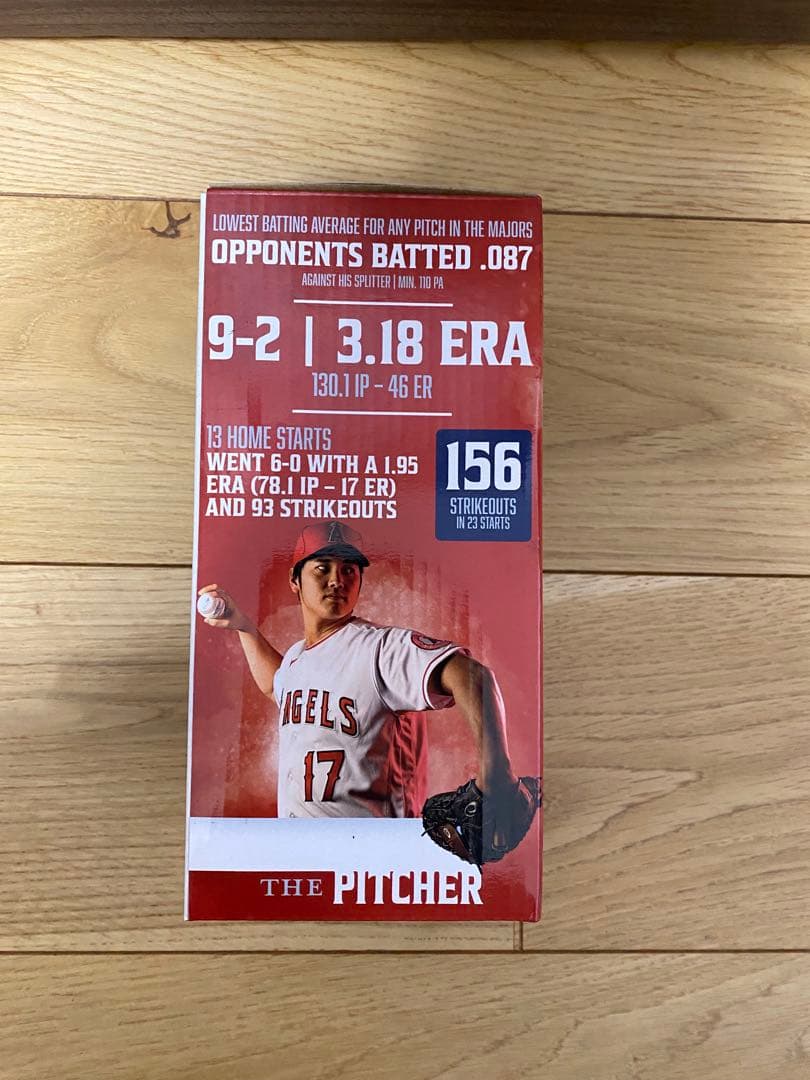 LOWEST BATTING AVERAGE FOR ANY PITCH IN THE MAJORS
OPPONENTS BATTED .087
AGAINST HIS SPLITTER | MIN. 110 PA
9-2 | 3.18 ERA
130.1 IP – 46 ER
13 HOME STARTS
WENT 6-0 WITH A 1.95
ERA (78.1 IP – 17 ER)
AND 93 STRIKEOUTS
156
STRIKEOUTS
IN 23 STARTS
A
ANGELS
17
THE PITCHER